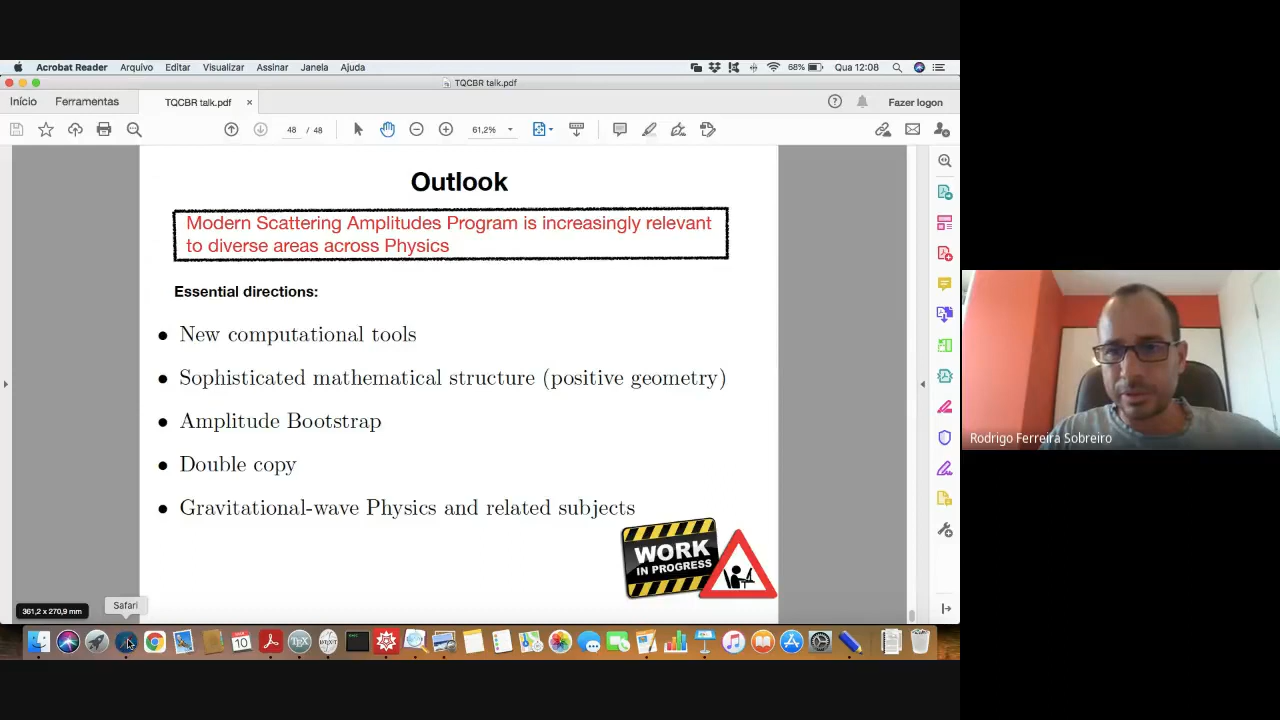 Acrobat Reader Arquivo Editar Visualizar Assinar Janela Ajuda
68% Qua 12:08
TQCBR talk.pdf
Início Ferramentas TQCBR talk.pdf × Fazer logon
48 / 48 61,2%
Outlook
Modern Scattering Amplitudes Program is increasingly relevant
to diverse areas across Physics
Essential directions:
• New computational tools
• Sophisticated mathematical structure (positive geometry)
• Amplitude Bootstrap
• Double copy
• Gravitational-wave Physics and related subjects
WORK
IN PROGRESS
361,2 x 270,9 mm
Safari
10
TEX
Rodrigo Ferreira Sobreiro